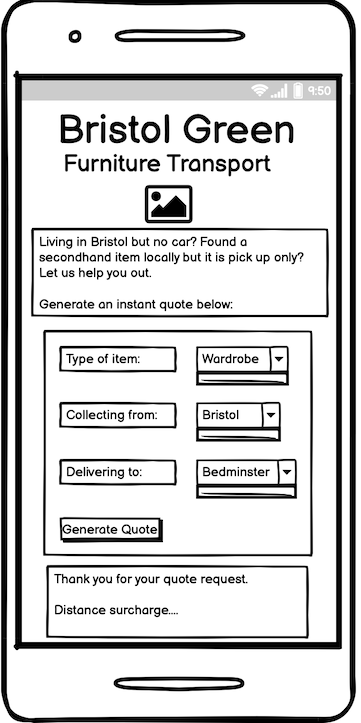 9:50
Bristol Green
Furniture Transport
Living in Bristol but no car? Found a
secondhand item locally but it is pick up only?
Let us help you out.
Generate an instant quote below:
Type of item: Wardrobe
Collecting from: Bristol
Delivering to: Bedminster
Generate Quote
Thank you for your quote request.
Distance surcharge....